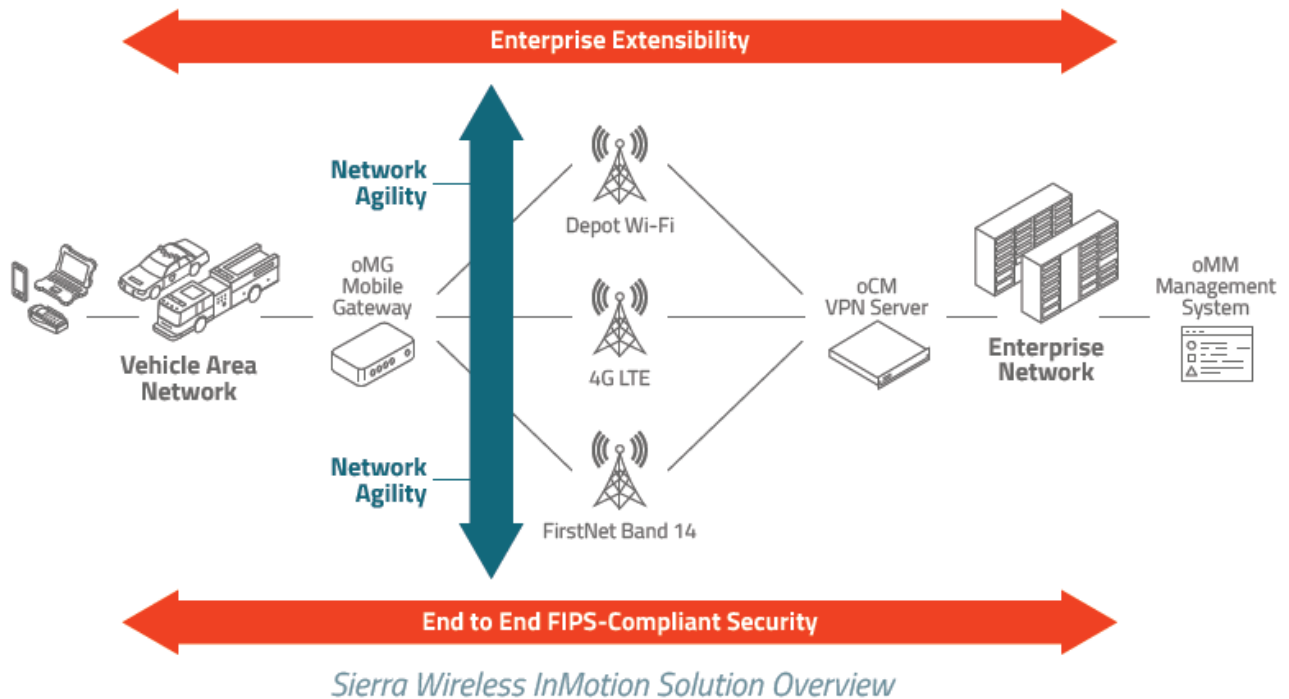 Enterprise Extensibility
Network
Agility
Depot Wi-Fi
oMG
Mobile
Gateway
oCM
VPN Server
oMM
Management
System
Vehicle Area
Network
4G LTE
Enterprise
Network
Network
Agility
FirstNet Band 14
End to End FIPS-Compliant Security
Sierra Wireless InMotion Solution Overview